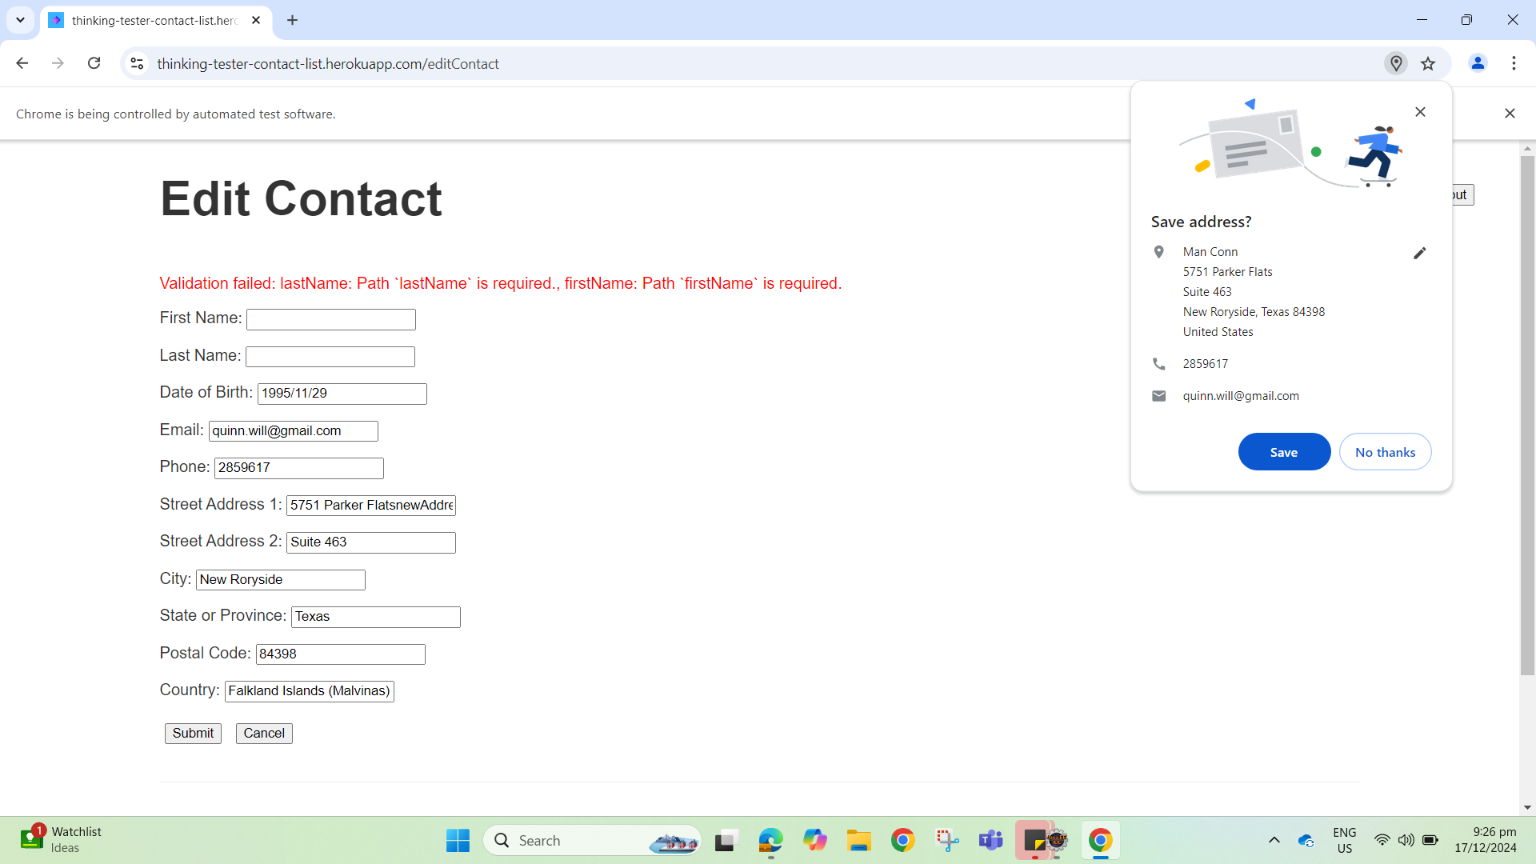 thinking-tester-contact-list.herc
thinking-tester-contact-list.herokuapp.com/editContact
Chrome is being controlled by automated test software.
Edit Contact
out
Validation failed: lastName: Path `lastName` is required., firstName: Path `firstName` is required.
First Name:
Last Name:
Date of Birth: 1995/11/29
Email: quinn.will@gmail.com
Phone: 2859617
Street Address 1: 5751 Parker FlatsnewAddre
Street Address 2: Suite 463
City: New Roryside
State or Province: Texas
Postal Code: 84398
Country: Falkland Islands (Malvinas)
Submit Cancel
Save address?
Man Conn
5751 Parker Flats
Suite 463
New Roryside, Texas 84398
United States
2859617
quinn.will@gmail.com
Save No thanks
1
Watchlist
Ideas
Search
ENG
US
9:26 pm
17/12/2024